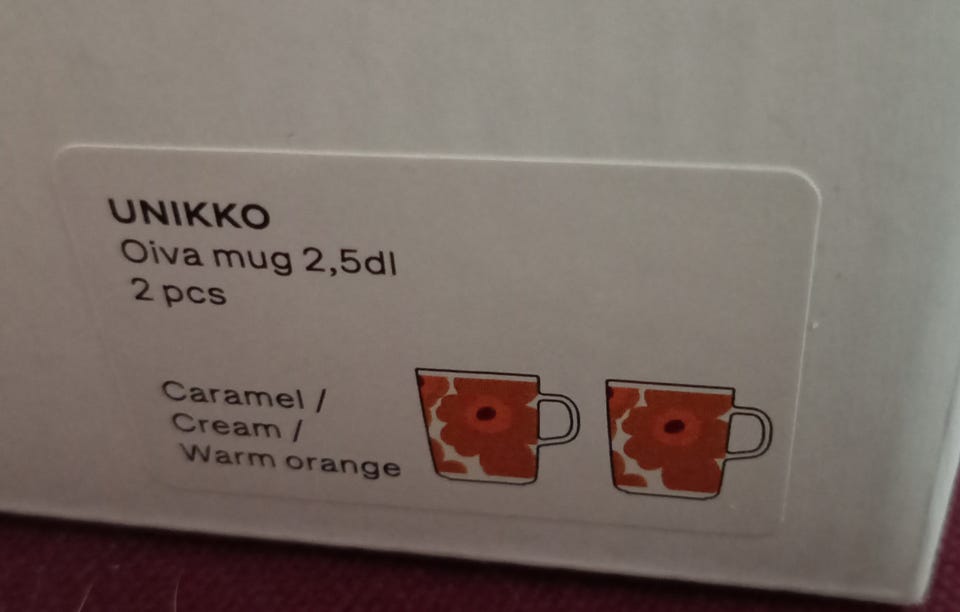 UNIKKO
Oiva mug 2,5dl
2 pcs
Caramel /
Cream /
Warm orange